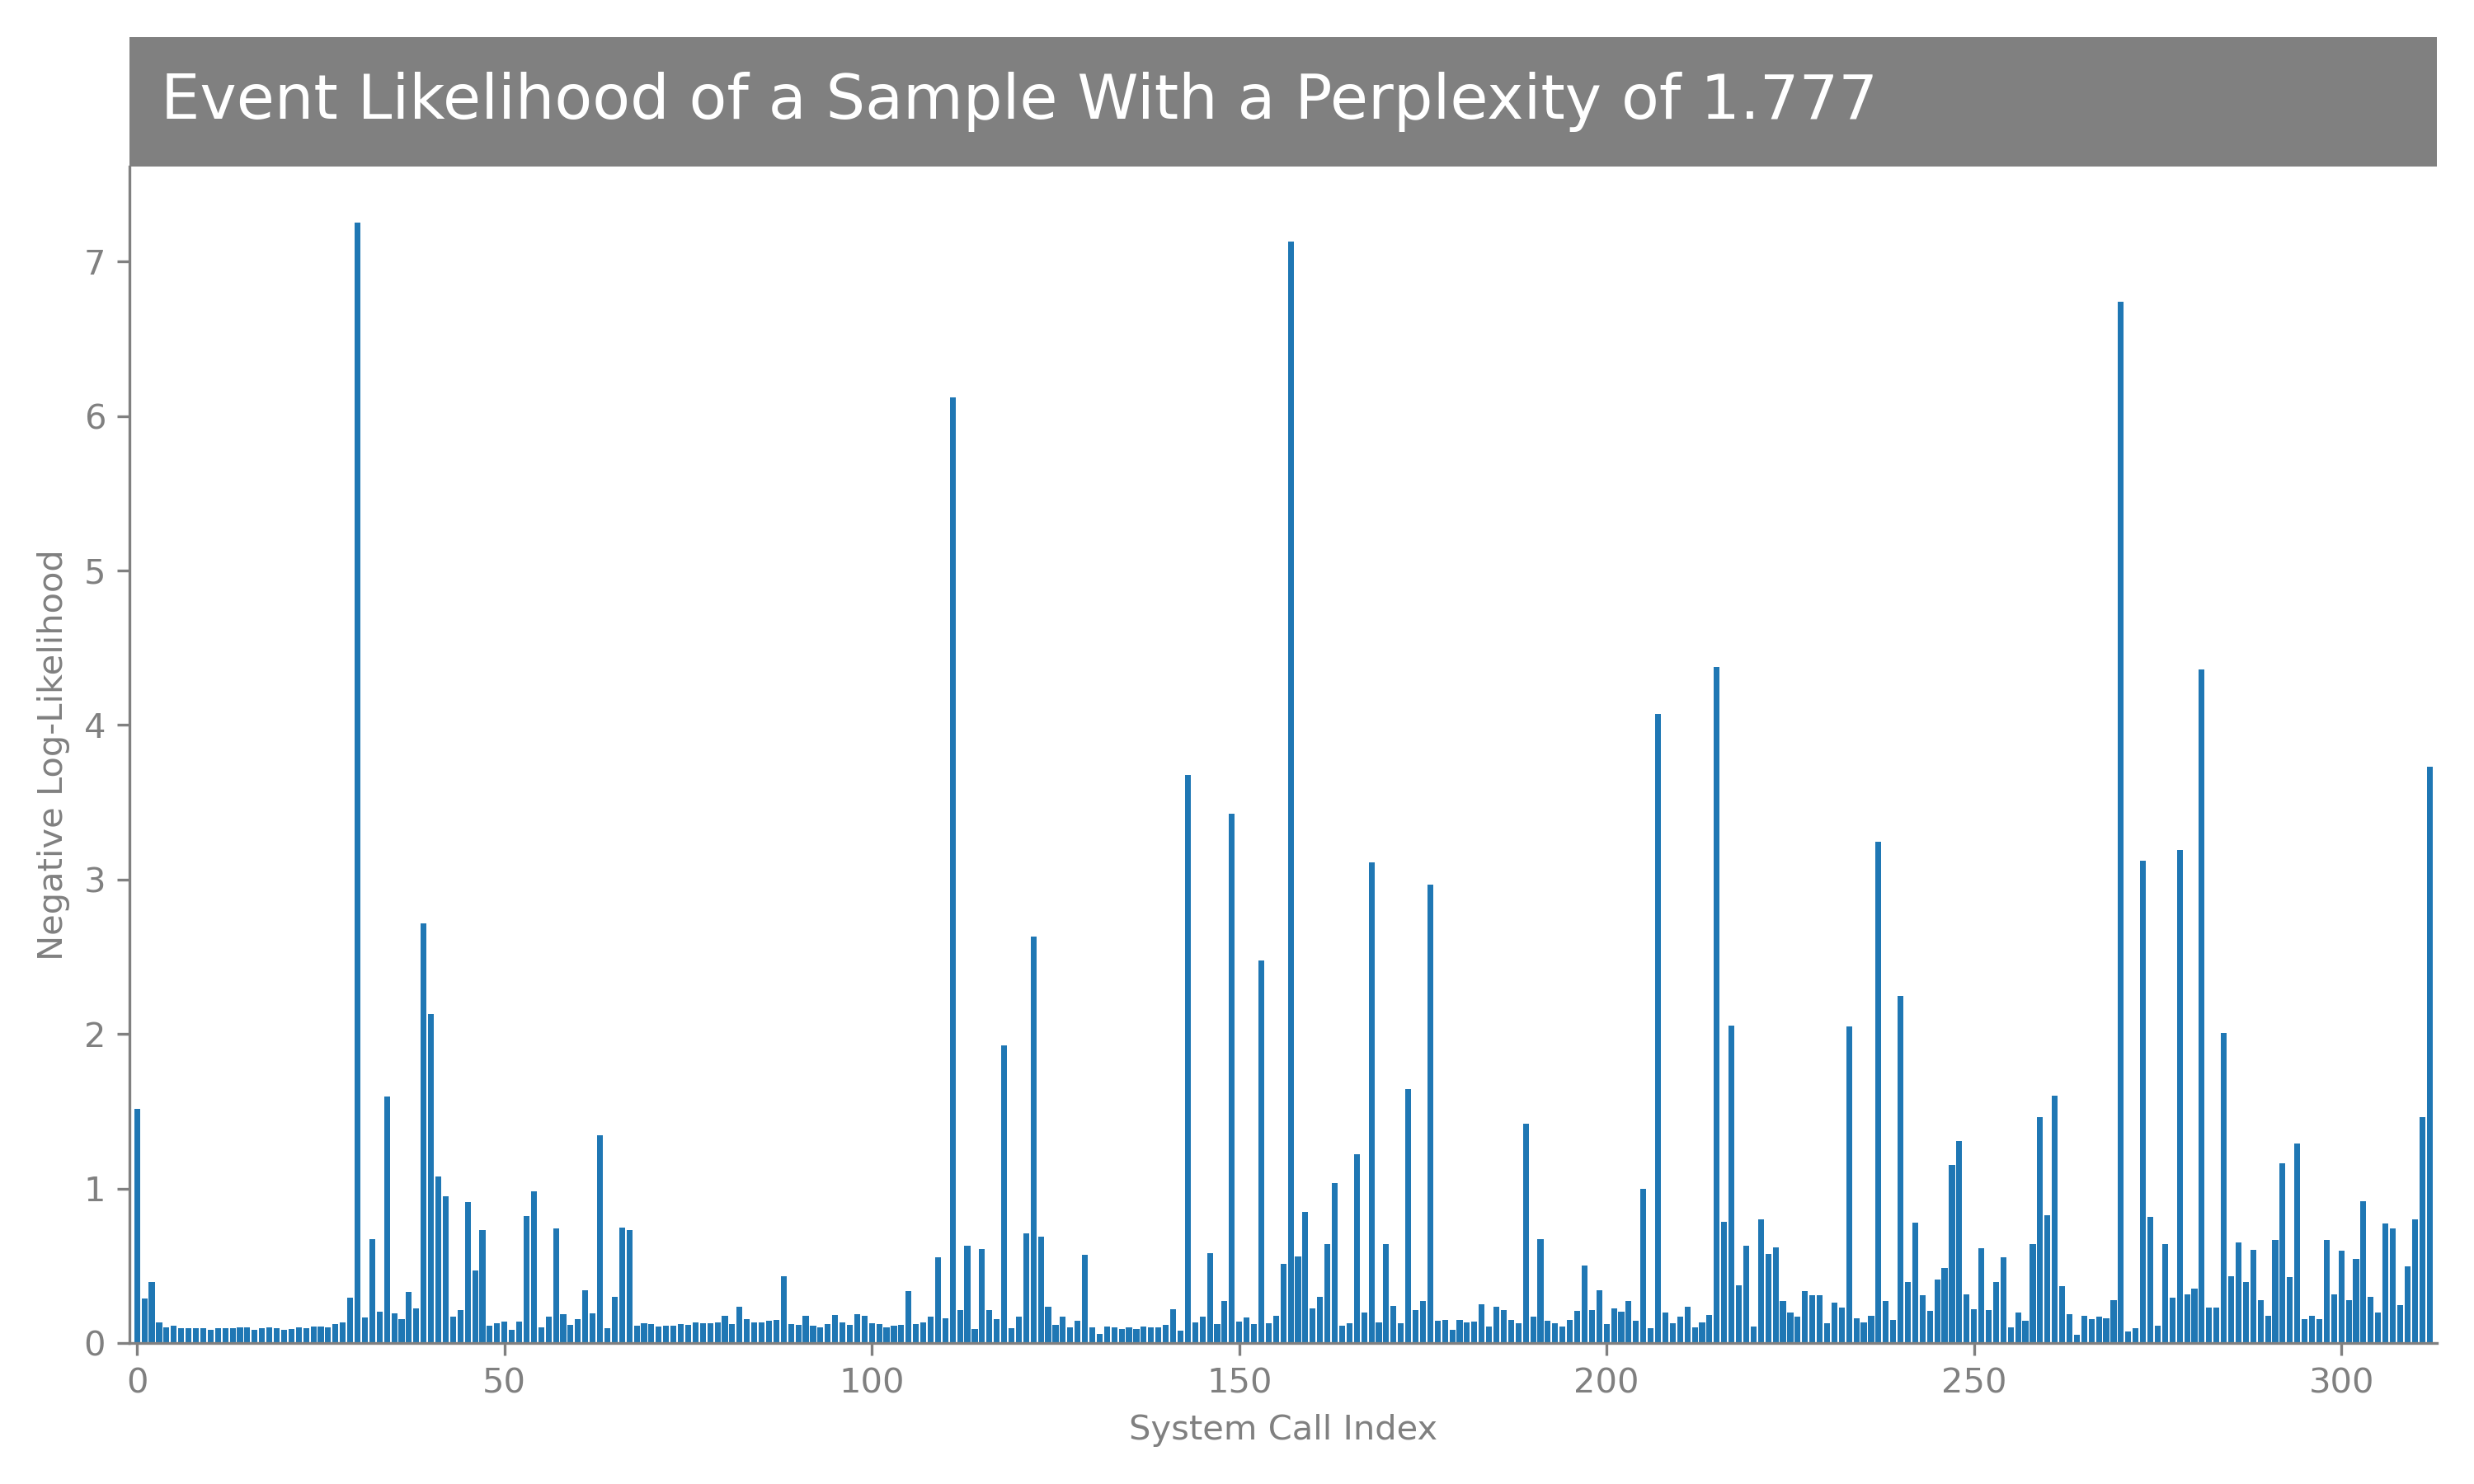 Event Likelihood of a Sample With a Perplexity of 1.777
Negative Log-Likelihood
7
6
5
4
3
2
1
0
0 50 100 150 200 250 300
System Call Index